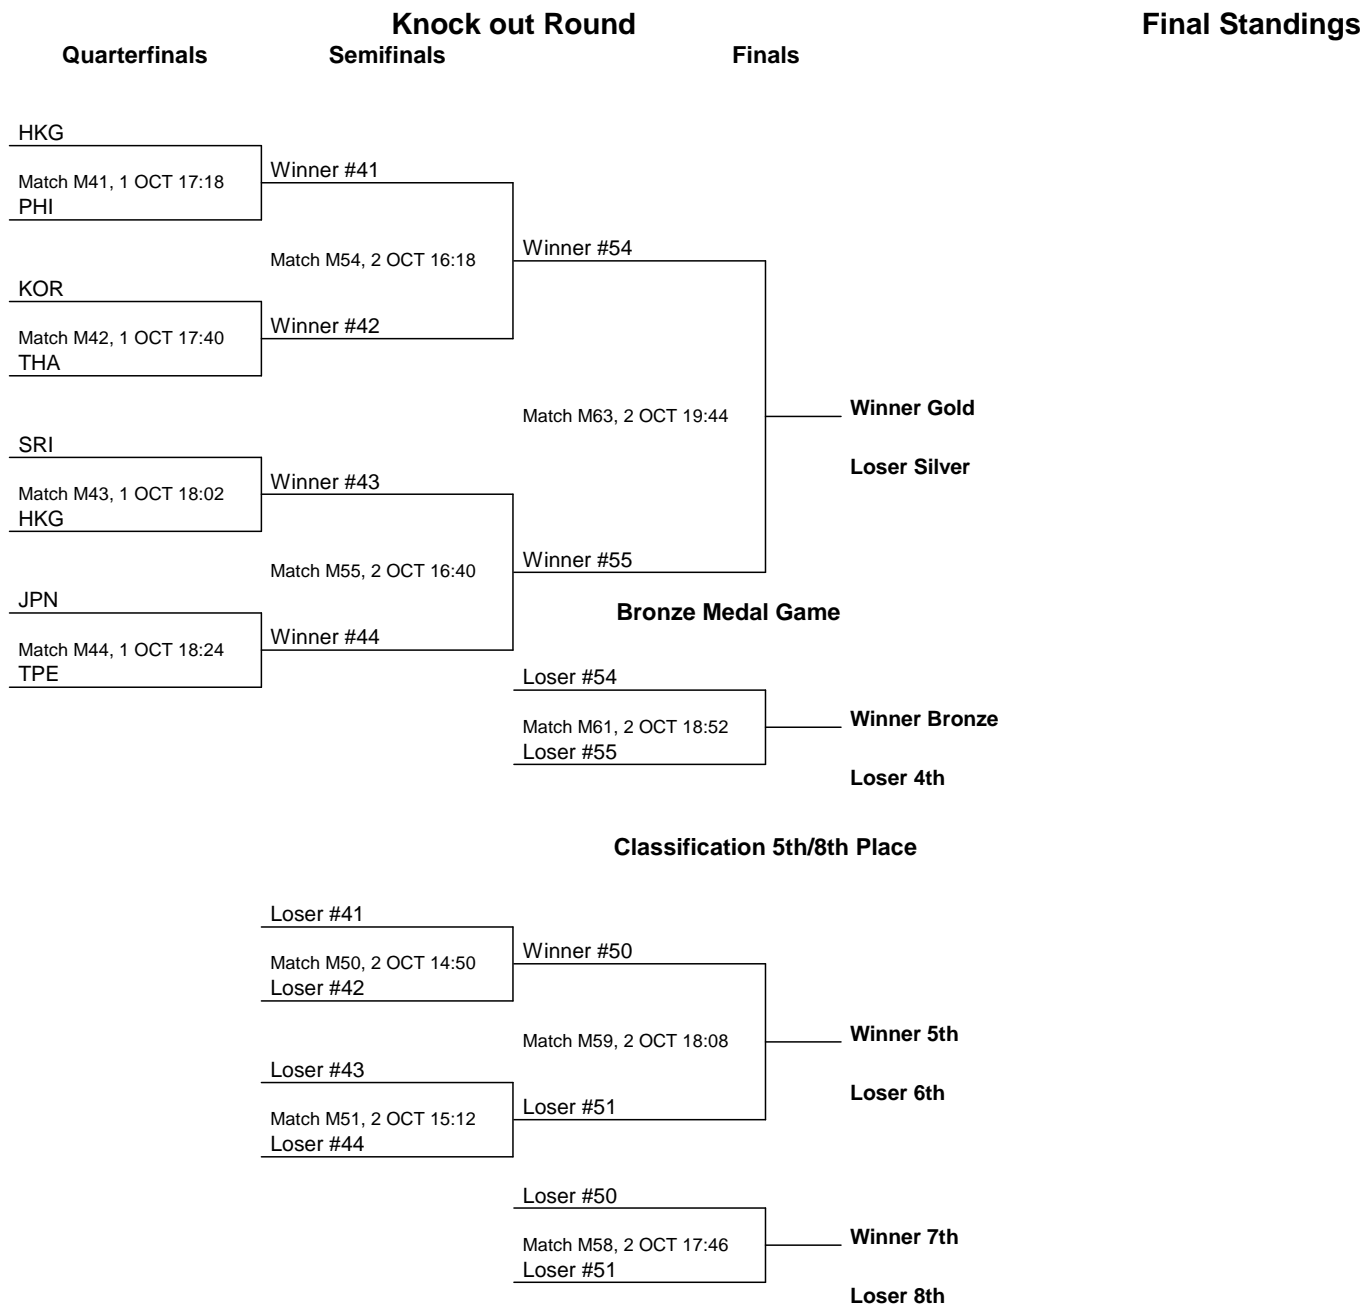 Knock out Round
Final Standings
Quarterfinals
Semifinals
Finals
HKG
Match M41, 1 OCT 17:18
PHI
Winner #41
Match M54, 2 OCT 16:18
Winner #54
KOR
Match M42, 1 OCT 17:40
THA
Winner #42
Match M63, 2 OCT 19:44
Winner Gold
Loser Silver
SRI
Match M43, 1 OCT 18:02
HKG
Winner #43
Match M55, 2 OCT 16:40
Winner #55
JPN
Match M44, 1 OCT 18:24
TPE
Winner #44
Bronze Medal Game
Loser #54
Match M61, 2 OCT 18:52
Loser #55
Winner Bronze
Loser 4th
Classification 5th/8th Place
Loser #41
Match M50, 2 OCT 14:50
Loser #42
Winner #50
Match M59, 2 OCT 18:08
Winner 5th
Loser 6th
Loser #43
Match M51, 2 OCT 15:12
Loser #44
Loser #51
Loser #50
Match M58, 2 OCT 17:46
Loser #51
Winner 7th
Loser 8th